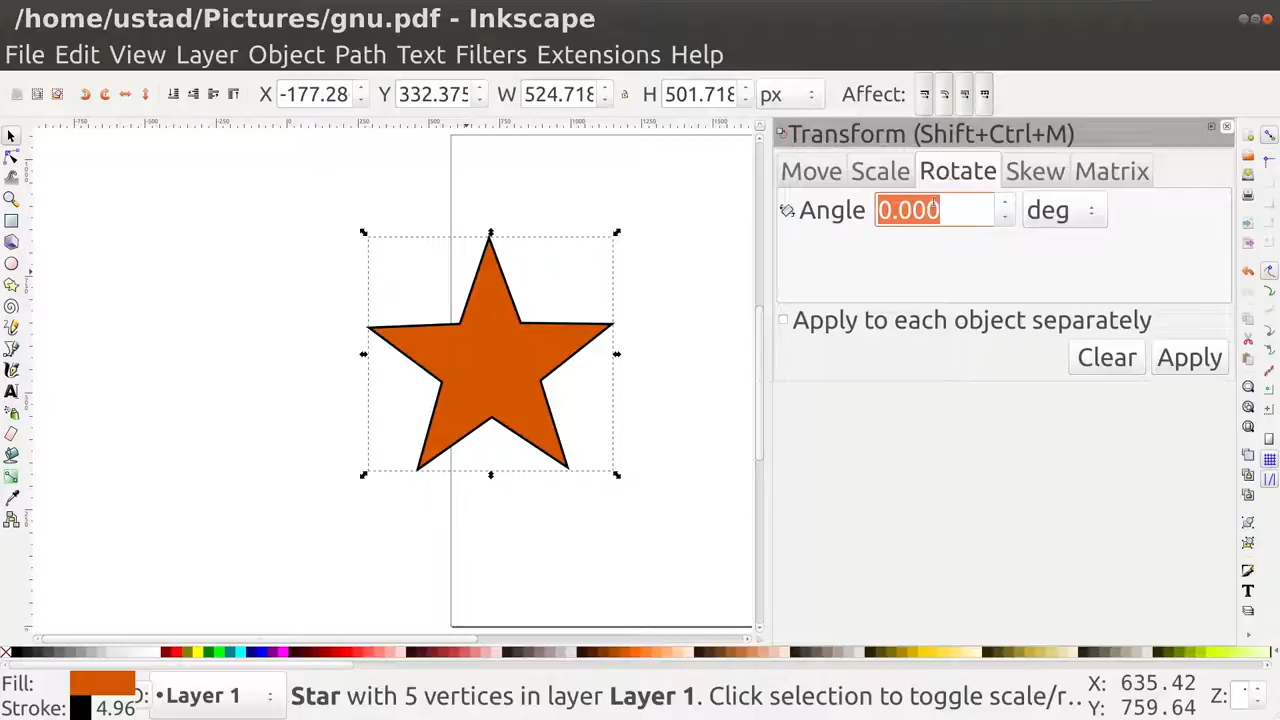 /home/ustad/Pictures/gnu.pdf - Inkscape
File Edit View Layer Object Path Text Filters Extensions Help
X -177.28 Y 332.375 W 524.718 H 501.718 px Affect:
Transform (Shift+Ctrl+M)
Move Scale Rotate Skew Matrix
Angle 0.000 deg
Apply to each object separately
Clear Apply
Fill:
Stroke: 4.96
O: •Layer 1
Star with 5 vertices in layer Layer 1. Click selection to toggle scale/r..
X: 635.42
Y: 759.64
Z: